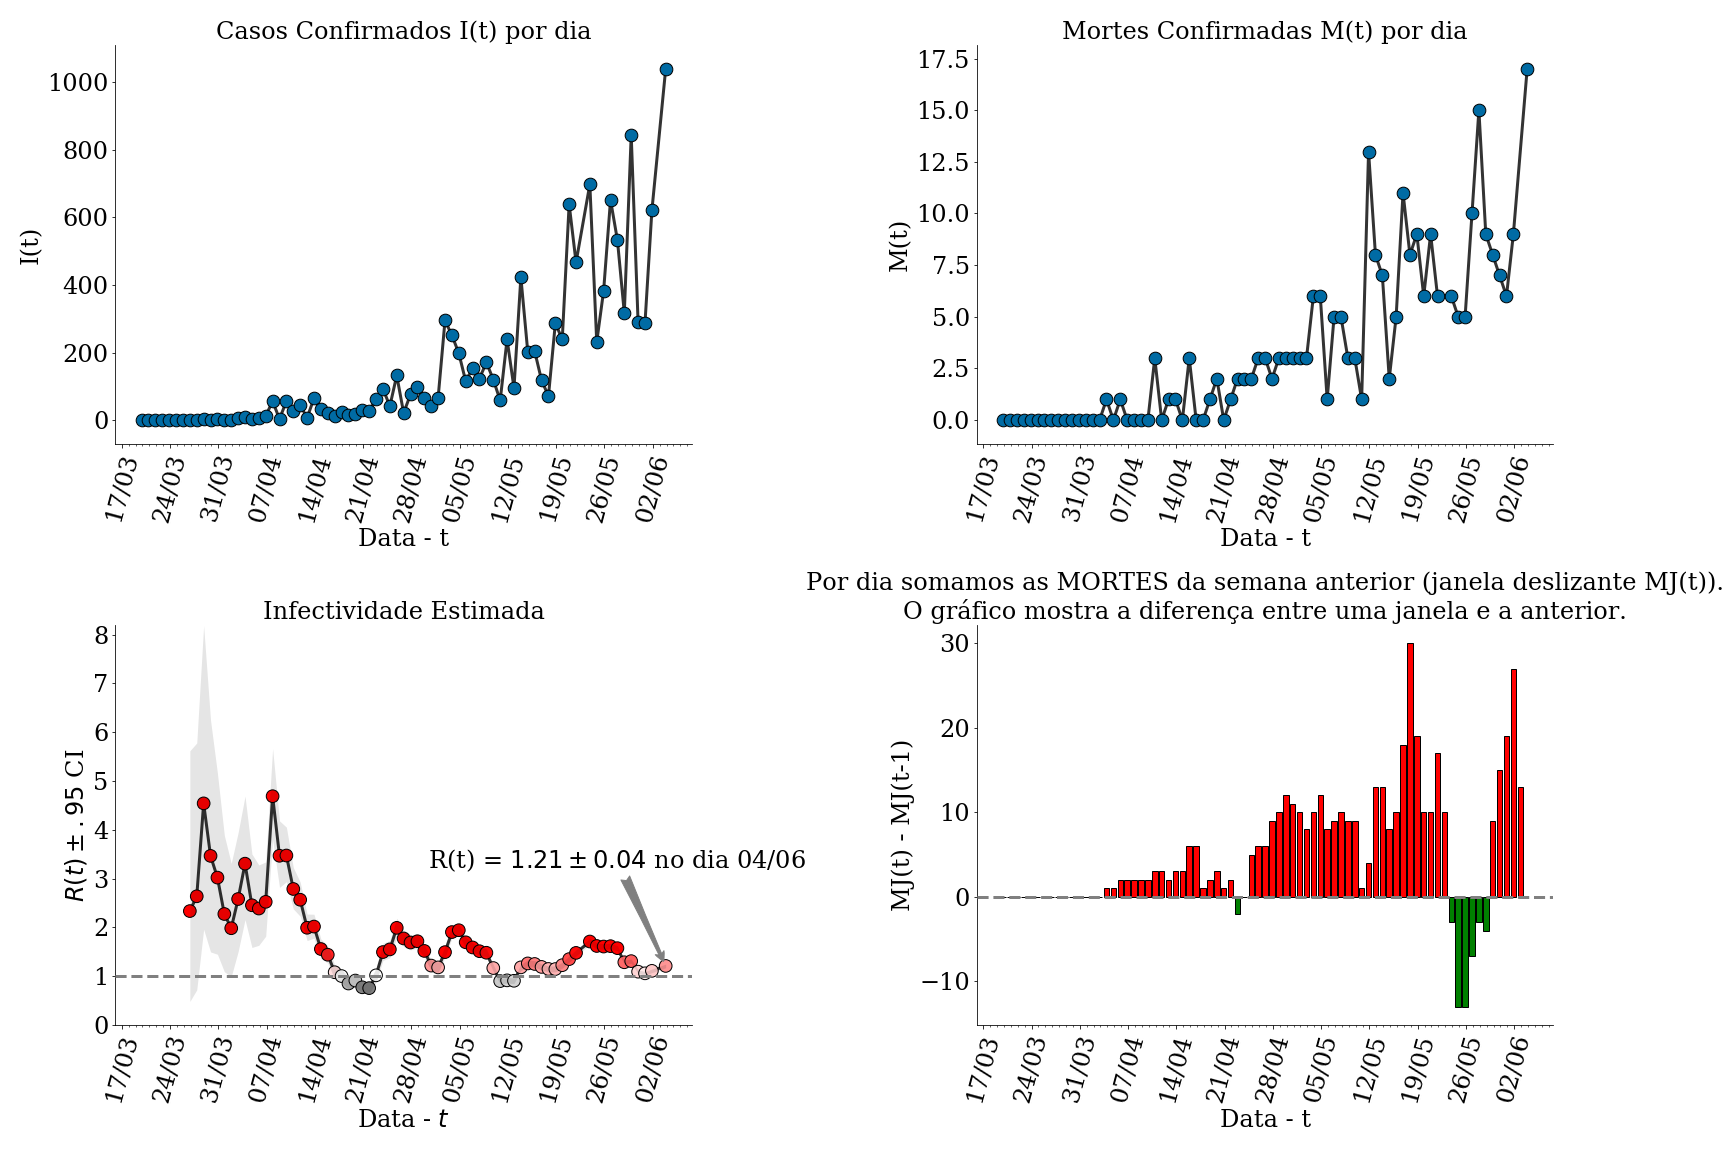 Casos Confirmados I(t) por dia
1000
800
600
400
200
0
I(t)
17/03 24/03 31/03 07/04 14/04 21/04 28/04 05/05 12/05 19/05 26/05 02/06
Data - t
Mortes Confirmadas M(t) por dia
17.5
15.0
12.5
10.0
7.5
5.0
2.5
0.0
M(t)
17/03 24/03 31/03 07/04 14/04 21/04 28/04 05/05 12/05 19/05 26/05 02/06
Data - t
Infectividade Estimada
8
7
6
5
4
3
2
1
0
R(t) ± .95 CI
R(t) = 1.21 ± 0.04 no dia 04/06
17/03 24/03 31/03 07/04 14/04 21/04 28/04 05/05 12/05 19/05 26/05 02/06
Data - t
Por dia somamos as MORTES da semana anterior (janela deslizante MJ(t)).
O gráfico mostra a diferença entre uma janela e a anterior.
30
20
10
0
−10
MJ(t) - MJ(t-1)
17/03 24/03 31/03 07/04 14/04 21/04 28/04 05/05 12/05 19/05 26/05 02/06
Data - t